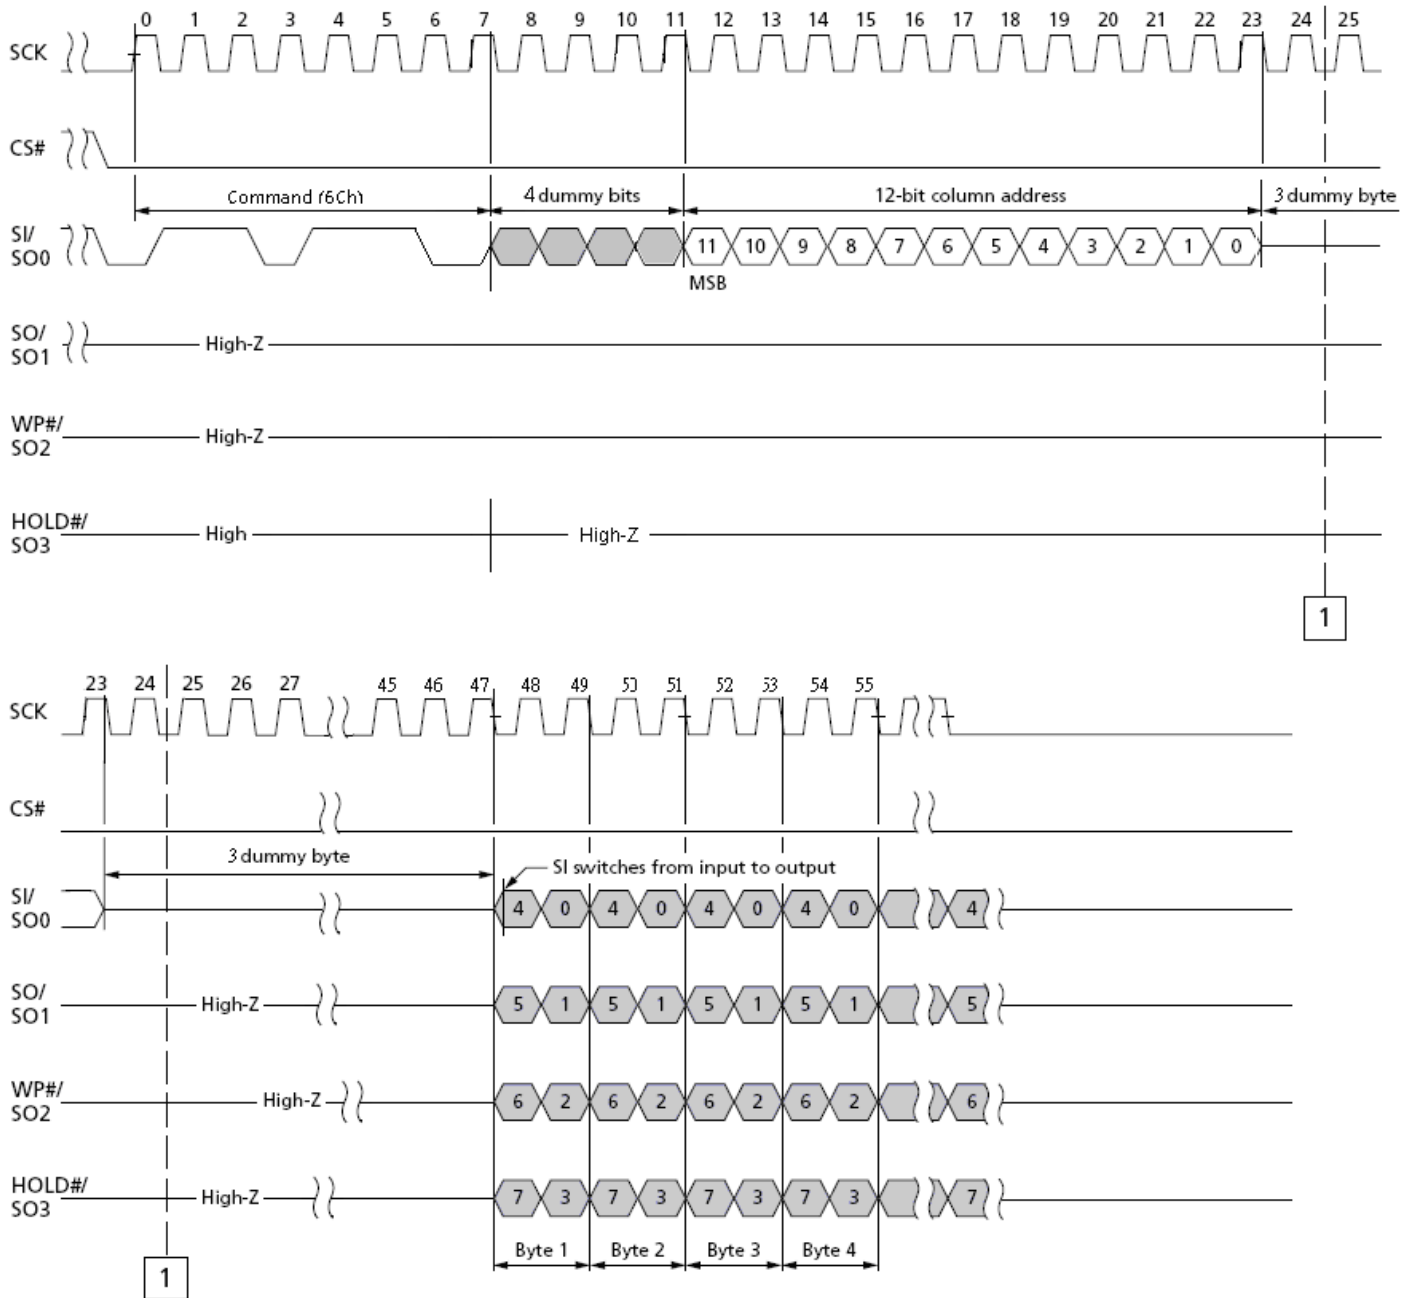 0 1 2 3 4 5 6 7 8 9 10 11 12 13 14 15 16 17 18 19 20 21 22 23 24 25
SCK
CS#
Command (6Ch) 4 dummy bits 12-bit column address 3 dummy byte
SI/
SO0
11 10 9 8 7 6 5 4 3 2 1 0
MSB
SO/
SO1
High-Z
WP#/
SO2
High-Z
HOLD#/
SO3
High High-Z
1
23 24 25 26 27 45 46 47 48 49 50 51 52 53 54 55
SCK
CS#
3 dummy byte
SI switches from input to output
SI/
SO0
4 0 4 0 4 0 4 0 4
SO/
SO1
High-Z 5 1 5 1 5 1 5 1 5
WP#/
SO2
High-Z 6 2 6 2 6 2 6 2 6
HOLD#/
SO3
High-Z 7 3 7 3 7 3 7 3 7
Byte 1 Byte 2 Byte 3 Byte 4
1